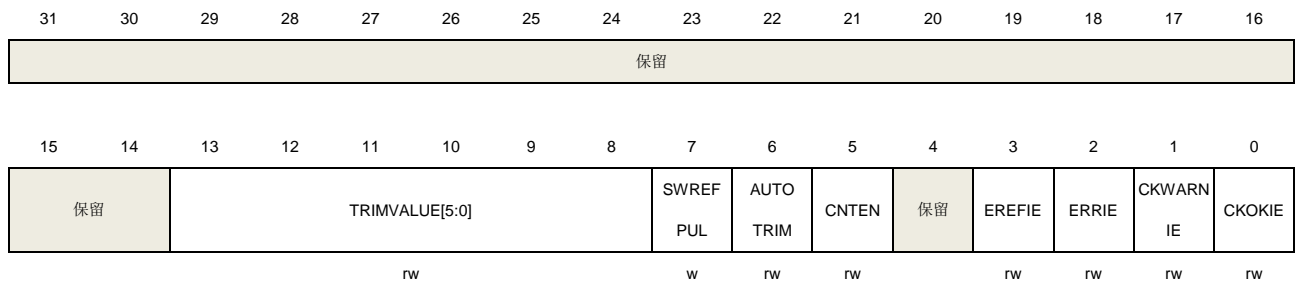 31 30 29 28 27 26 25 24 23 22 21 20 19 18 17 16
保留
15 14 13 12 11 10 9 8 7 6 5 4 3 2 1 0
保留 TRIMVALUE[5:0] SWREF PUL AUTO TRIM CNTEN 保留 EREFIE ERRIE CKWARN IE CKOKIE
rw w rw rw rw rw rw rw